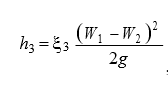 h₃ = ξ₃ (W₁ − W₂)² / 2g ,